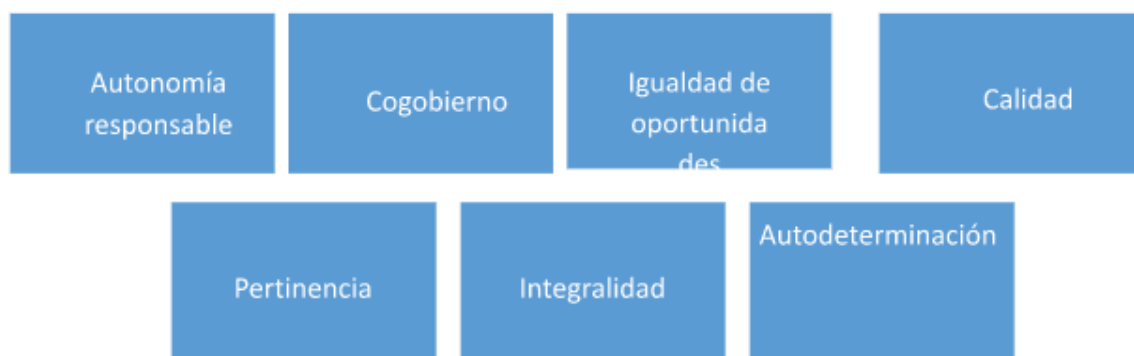 Autonomía
responsable
Cogobierno
Igualdad de
oportunida
des
Calidad
Pertinencia
Integralidad
Autodeterminación